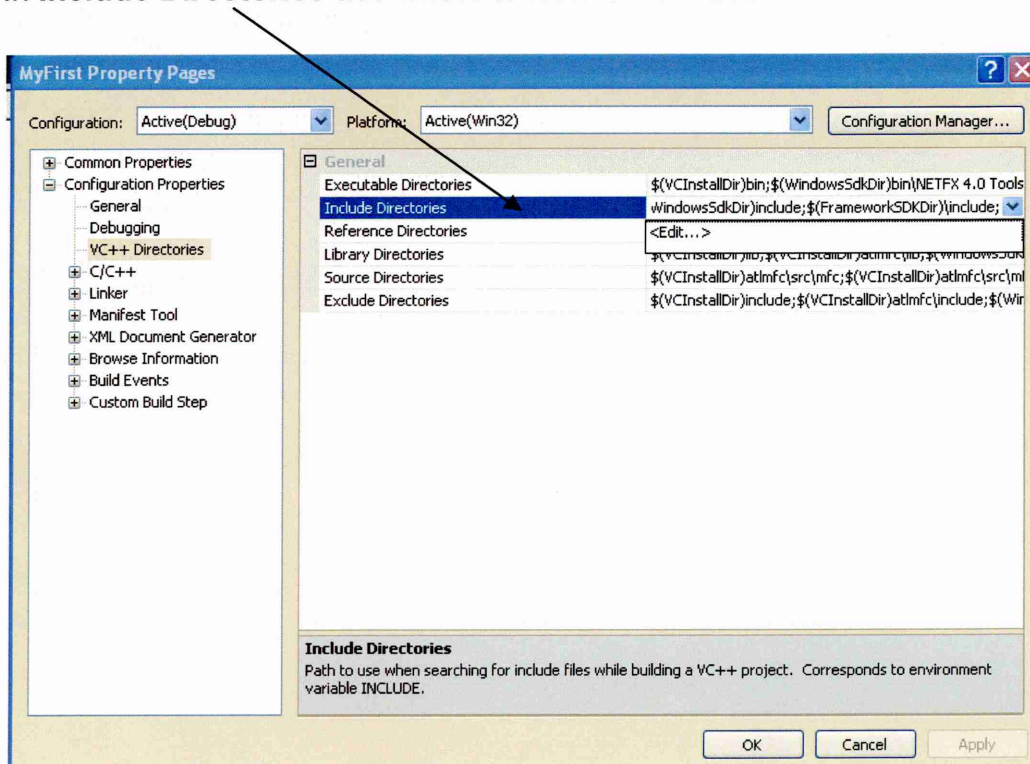 MyFirst Property Pages
Configuration: Active(Debug) Platform: Active(Win32) Configuration Manager...
Common Properties
Configuration Properties
General
Debugging
VC++ Directories
C/C++
Linker
Manifest Tool
XML Document Generator
Browse Information
Build Events
Custom Build Step
General
Executable Directories $(VCInstallDir)bin;$(WindowsSdkDir)bin\NETFX 4.0 Tools
Include Directories WindowsSdkDir)include;$(FrameworkSDKDir)\include;
Reference Directories <Edit...>
Library Directories
Source Directories $(VCInstallDir)atlmfc\src\mfc;$(VCInstallDir)atlmfc\src\m
Exclude Directories $(VCInstallDir)include;$(VCInstallDir)atlmfc\include;$(Wir
Include Directories
Path to use when searching for include files while building a VC++ project. Corresponds to environment
variable INCLUDE.
OK Cancel Apply